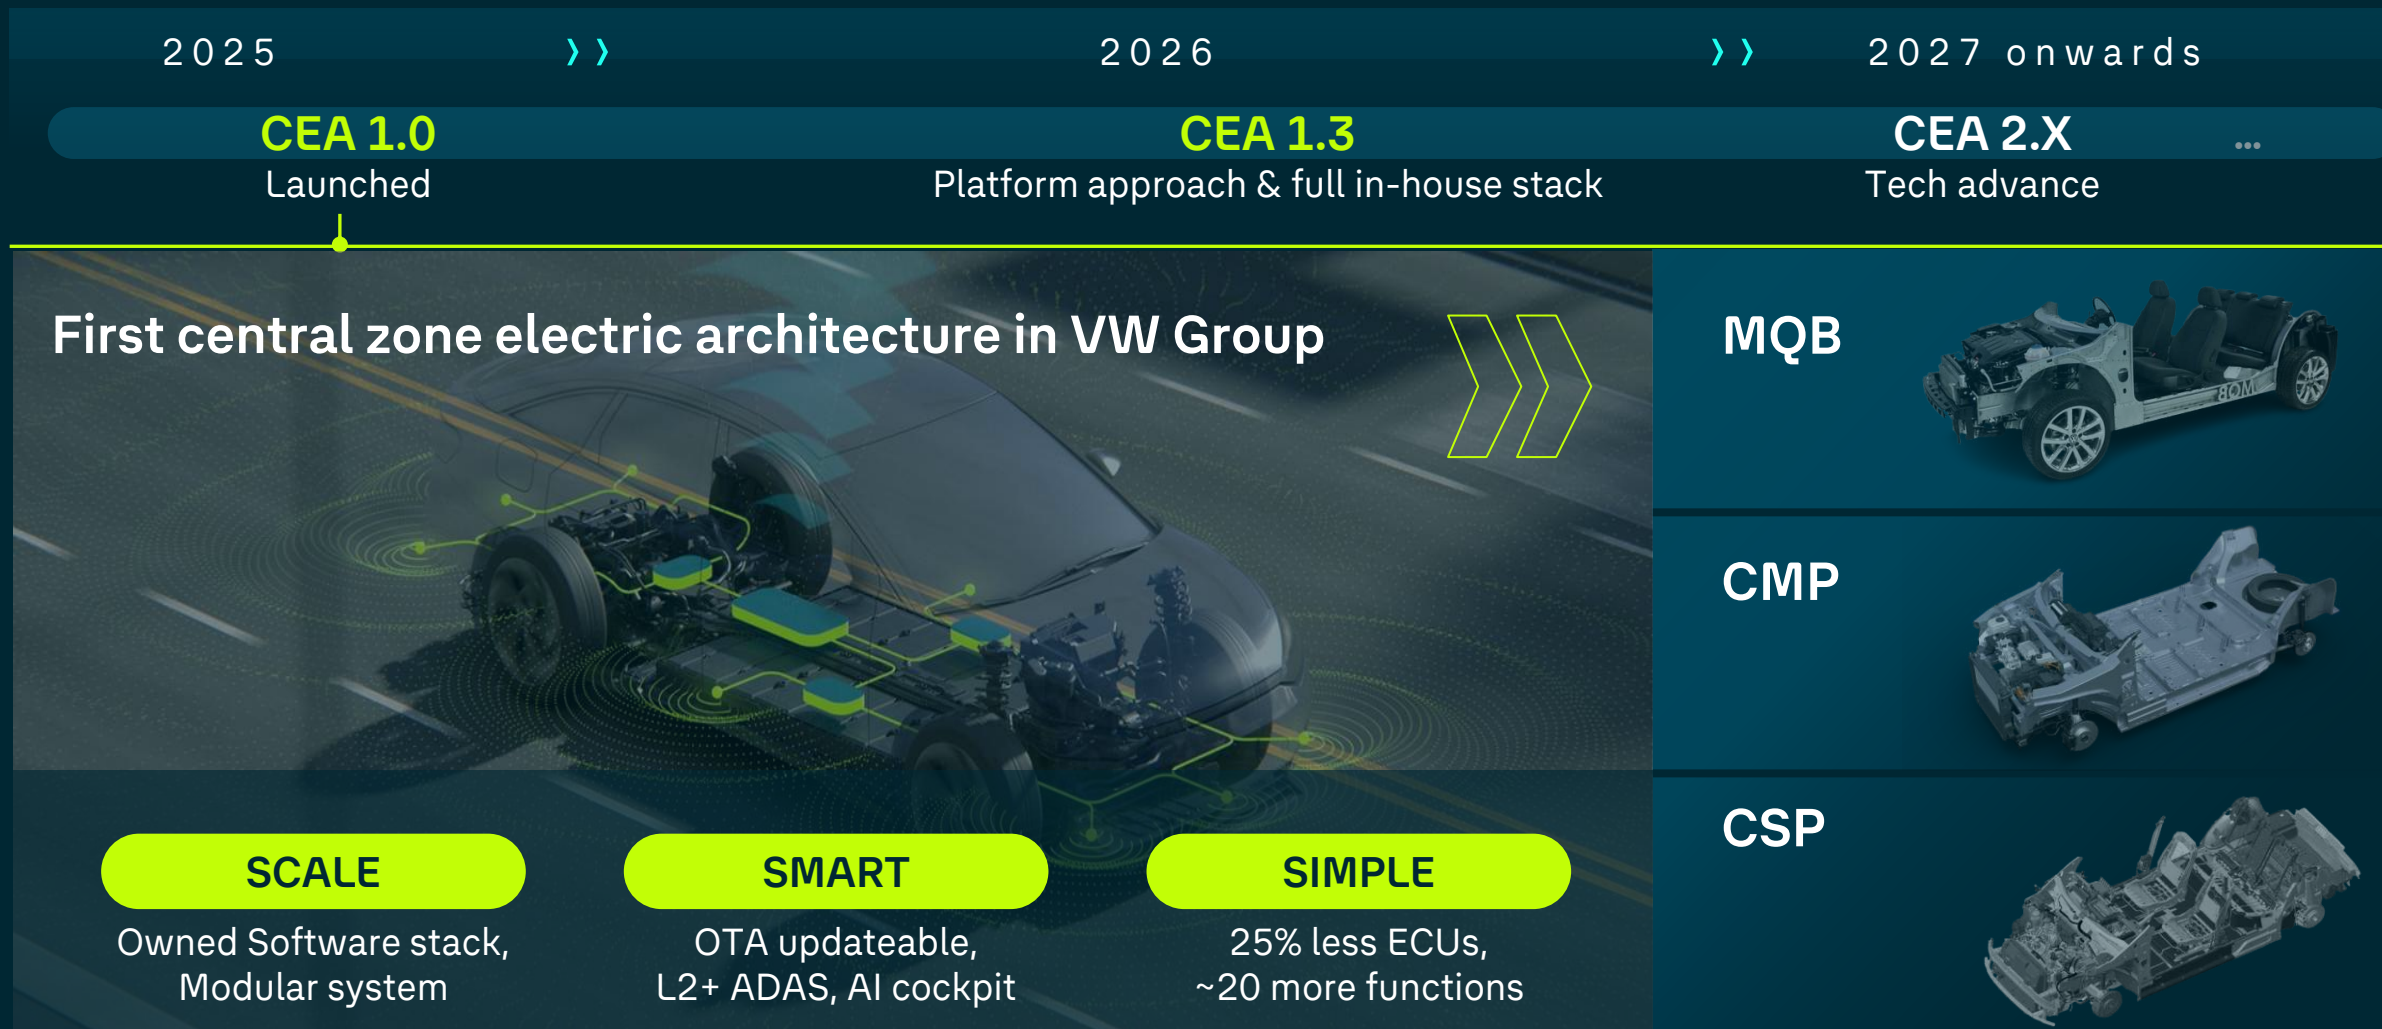 2025
2026
2027 onwards
CEA 1.0
CEA 1.3
CEA 2.X
...
Launched
Platform approach & full in-house stack
Tech advance
First central zone electric architecture in VW Group
MQB
MQB
CMP
CSP
SCALE
SMART
SIMPLE
Owned Software stack,
Modular system
OTA updateable,
L2+ ADAS, AI cockpit
25% less ECUs,
~20 more functions